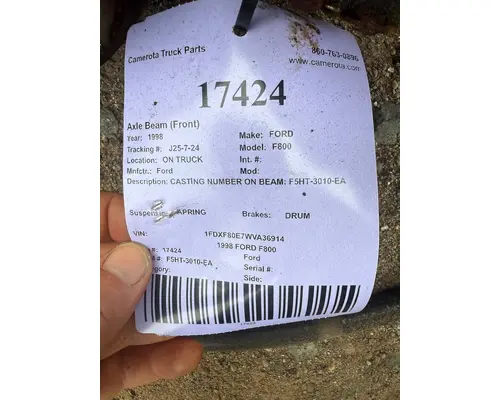 Camerota Truck Parts 860-763-0896
www.camerota.com
17424
Axle Beam (Front)
Year: 1998 Make: FORD
Tracking #: J25-7-24 Model: F800
Location: ON TRUCK Int. #:
Mnfctr.: Ford Mod:
Description: CASTING NUMBER ON BEAM: F5HT-3010-EA
Suspension: SPRING Brakes: DRUM
VIN: 1FDXF80E7WVA36914
#: 17424 1998 FORD F800
#: F5HT-3010-EA Ford
Serial #:
Side: